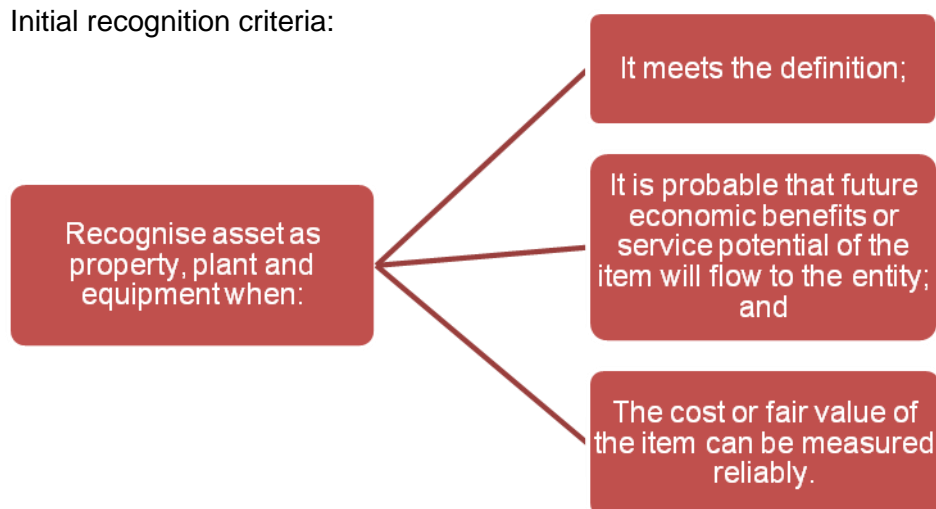 Initial recognition criteria:
It meets the definition;
Recognise asset as
property, plant and
equipment when:
It is probable that future
economic benefits or
service potential of the
item will flow to the entity;
and
The cost or fair value of
the item can be measured
reliably.